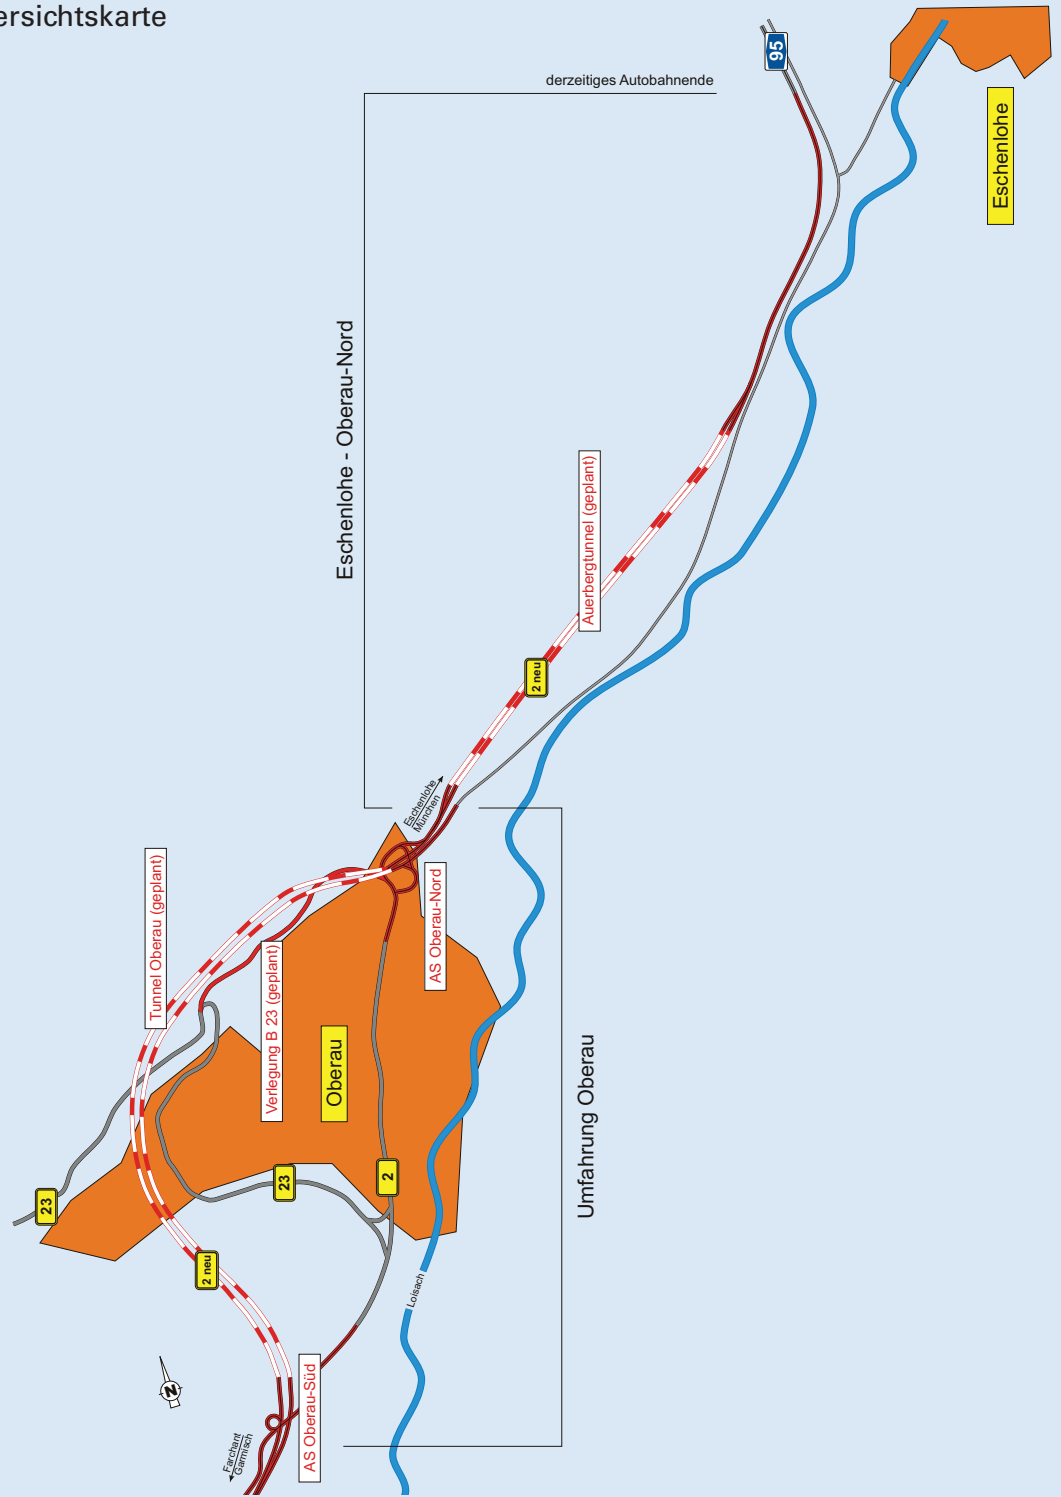 ersichtskarte
95
derzeitiges Autobahnende
Eschenlohe
Eschenlohe - Oberau-Nord
Auerbergtunnel (geplant)
2 neu
Eschenlohe
München
Tunnel Oberau (geplant)
AS Oberau-Nord
Verlegung B 23 (geplant)
Oberau
Umfahrung Oberau
23
23
2
2 neu
Loisach
N
AS Oberau-Süd
Farchant
Garmisch